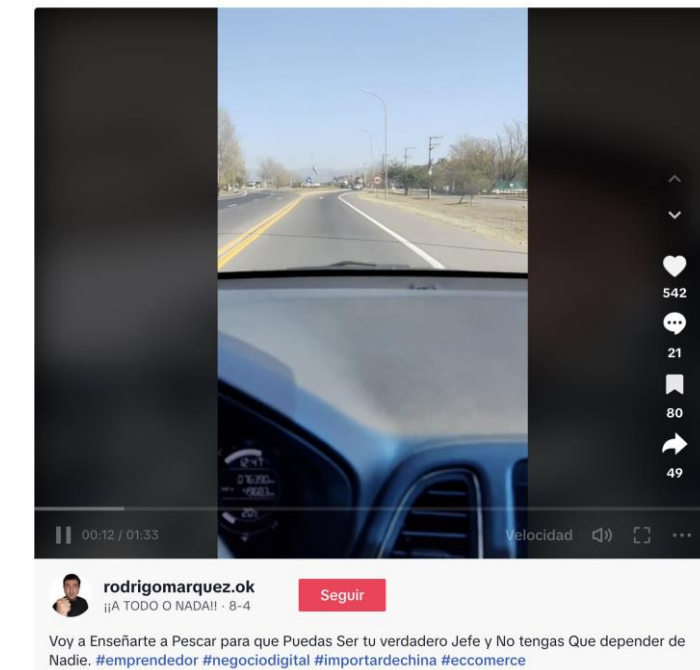 542
21
80
49
00:12 / 01:33
Velocidad
rodrigomarquez.ok
¡¡A TODO O NADA!! · 8-4
Seguir
Voy a Enseñarte a Pescar para que Puedas Ser tu verdadero Jefe y No tengas Que depender de
Nadie. #emprendedor #negociodigital #importardechina #eccomerce